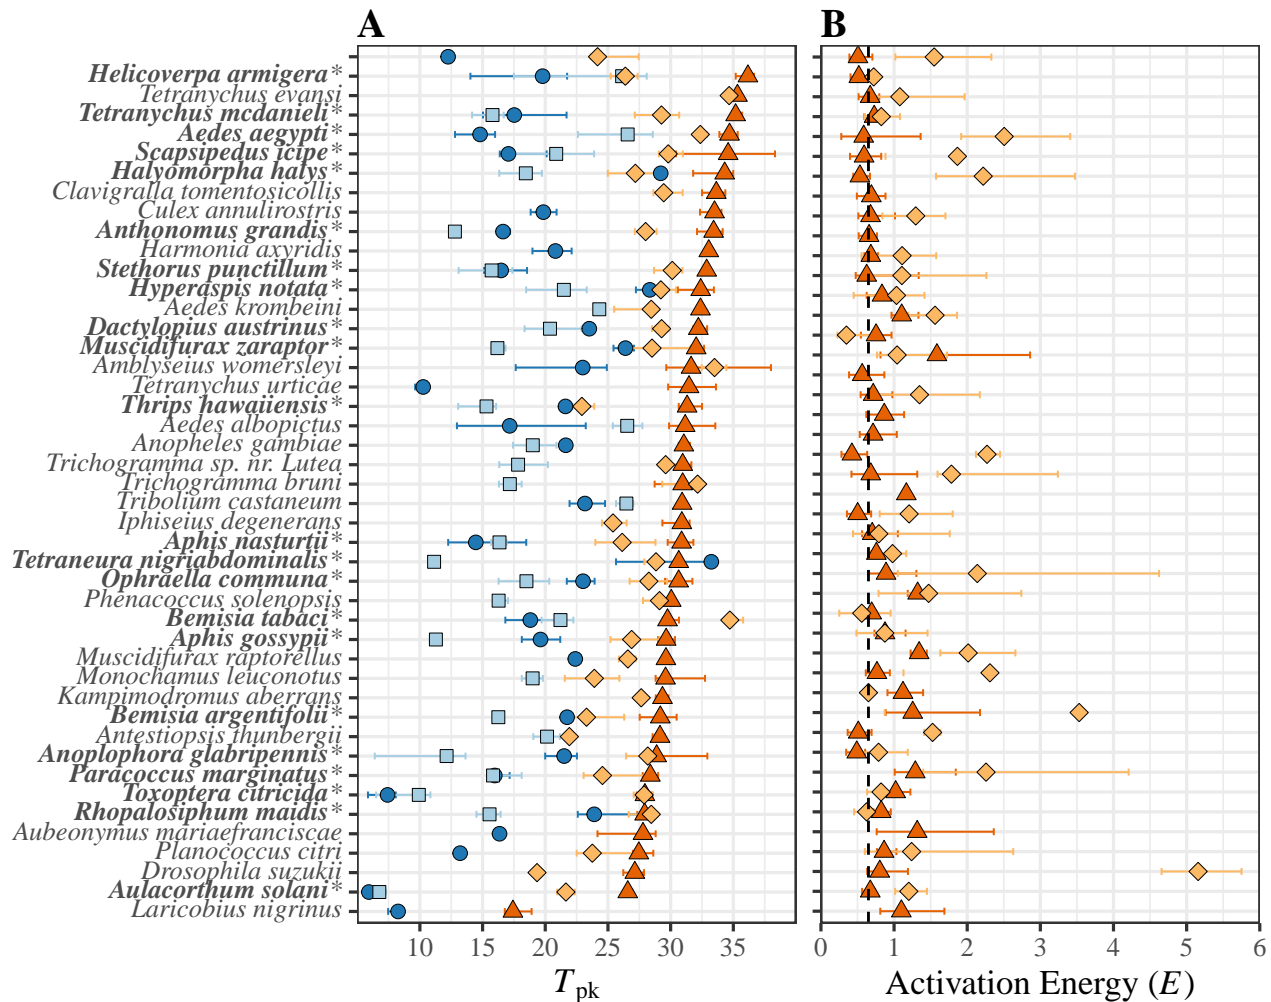 A
B
Helicoverpa armigera*
Tetranychus evansi
Tetranychus mcdanieli*
Aedes aegypti*
Scapsipedus icipe*
Halyomorpha halys*
Clavigralla tomentosicollis
Culex annulirostris
Anthonomus grandis*
Harmonia axyridis
Stethorus punctillum*
Hyperaspis notata*
Aedes krombeini
Dactylopius austrinus*
Muscidifurax zaraptor*
Amblyseius womersleyi
Tetranychus urticae
Thrips hawaiiensis*
Aedes albopictus
Anopheles gambiae
Trichogramma sp. nr. Lutea
Trichogramma bruni
Tribolium castaneum
Iphiseius degenerans
Aphis nasturtii*
Tetraneura nigriabdominalis*
Ophraella communa*
Phenacoccus solenopsis
Bemisia tabaci*
Aphis gossypii*
Muscidifurax raptorellus
Monochamus leuconotus
Kampimodromus aberrans
Bemisia argentifolii*
Antestiopsis thunbergii
Anoplophora glabripennis*
Paracoccus marginatus*
Toxoptera citricida*
Rhopalosiphum maidis*
Aubeonymus mariaefranciscae
Planococcus citri
Drosophila suzukii
Aulacorthum solani*
Laricobius nigrinus
10 15 20 25 30 35
0 1 2 3 4 5 6
Tpk
Activation Energy (E)